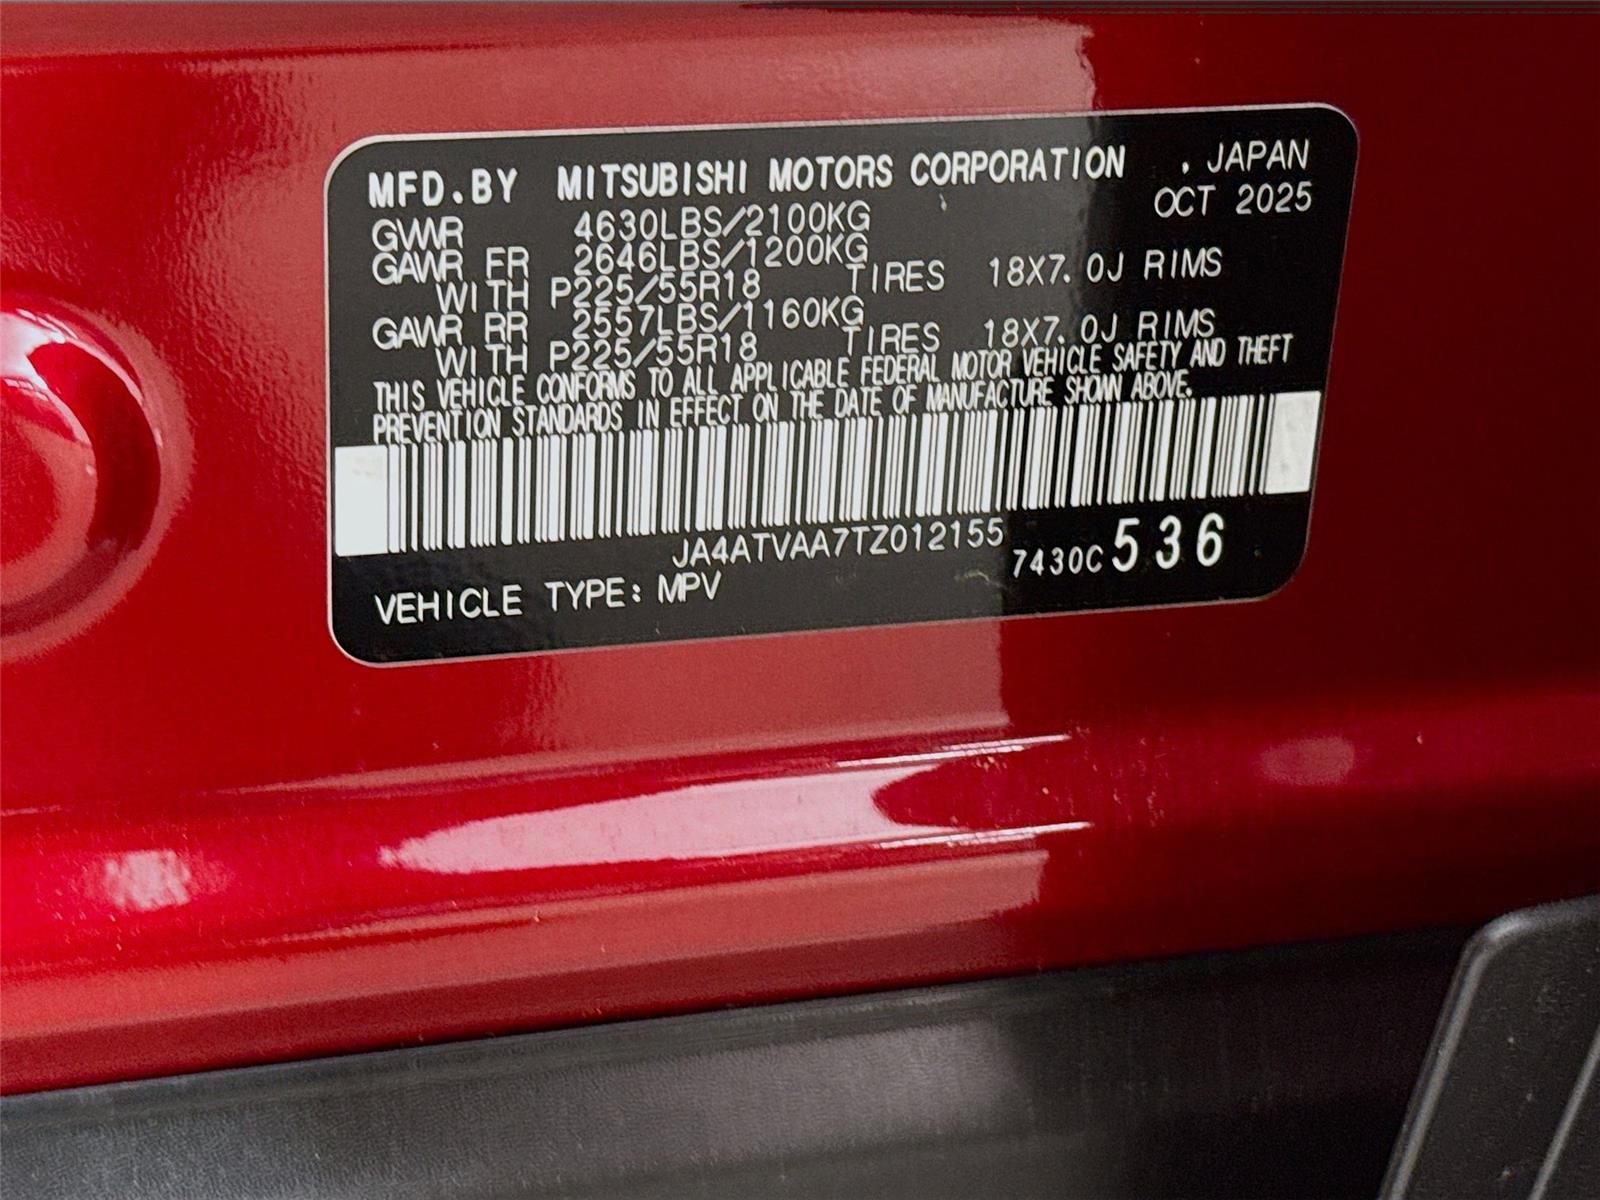 MFD.BY MITSUBISHI MOTORS CORPORATION , JAPAN
OCT 2025
GVWR 4630LBS/2100KG
GAWR FR 2646LBS/1200KG
WITH P225/55R18 TIRES 18X7.0J RIMS
GAWR RR 2557LBS/1160KG
WITH P225/55R18 TIRES 18X7.0J RIMS
THIS VEHICLE CONFORMS TO ALL APPLICABLE FEDERAL MOTOR VEHICLE SAFETY AND THEFT
PREVENTION STANDARDS IN EFFECT ON THE DATE OF MANUFACTURE SHOWN ABOVE.
JA4ATVAA7TZ012155
7430C 536
VEHICLE TYPE: MPV